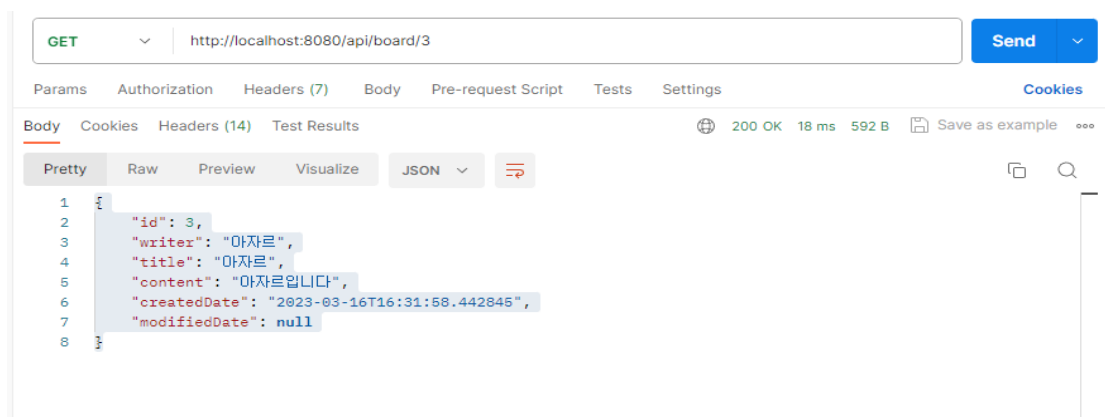 GET http://localhost:8080/api/board/3 Send
Params Authorization Headers (7) Body Pre-request Script Tests Settings Cookies
Body Cookies Headers (14) Test Results 200 OK 18 ms 592 B Save as example
Pretty Raw Preview Visualize JSON
1 {
2 "id": 3,
3 "writer": "아자르",
4 "title": "아자르",
5 "content": "아자르입니다",
6 "createdDate": "2023-03-16T16:31:58.442845",
7 "modifiedDate": null
8 }